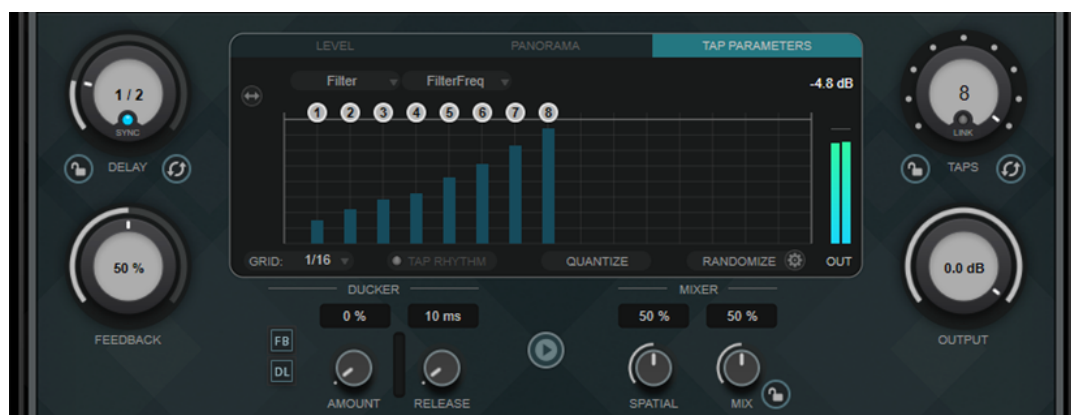 LEVEL PANORAMA TAP PARAMETERS
Filter FilterFreq -4.8 dB
1/2 8
SYNC LINK
1 2 3 4 5 6 7 8
DELAY TAPS
GRID: 1/16 TAP RHYTHM QUANTIZE RANDOMIZE OUT
50 % 0.0 dB
DUCKER MIXER
0 % 10 ms 50 % 50 %
FEEDBACK OUTPUT
FB
DL
AMOUNT RELEASE SPATIAL MIX